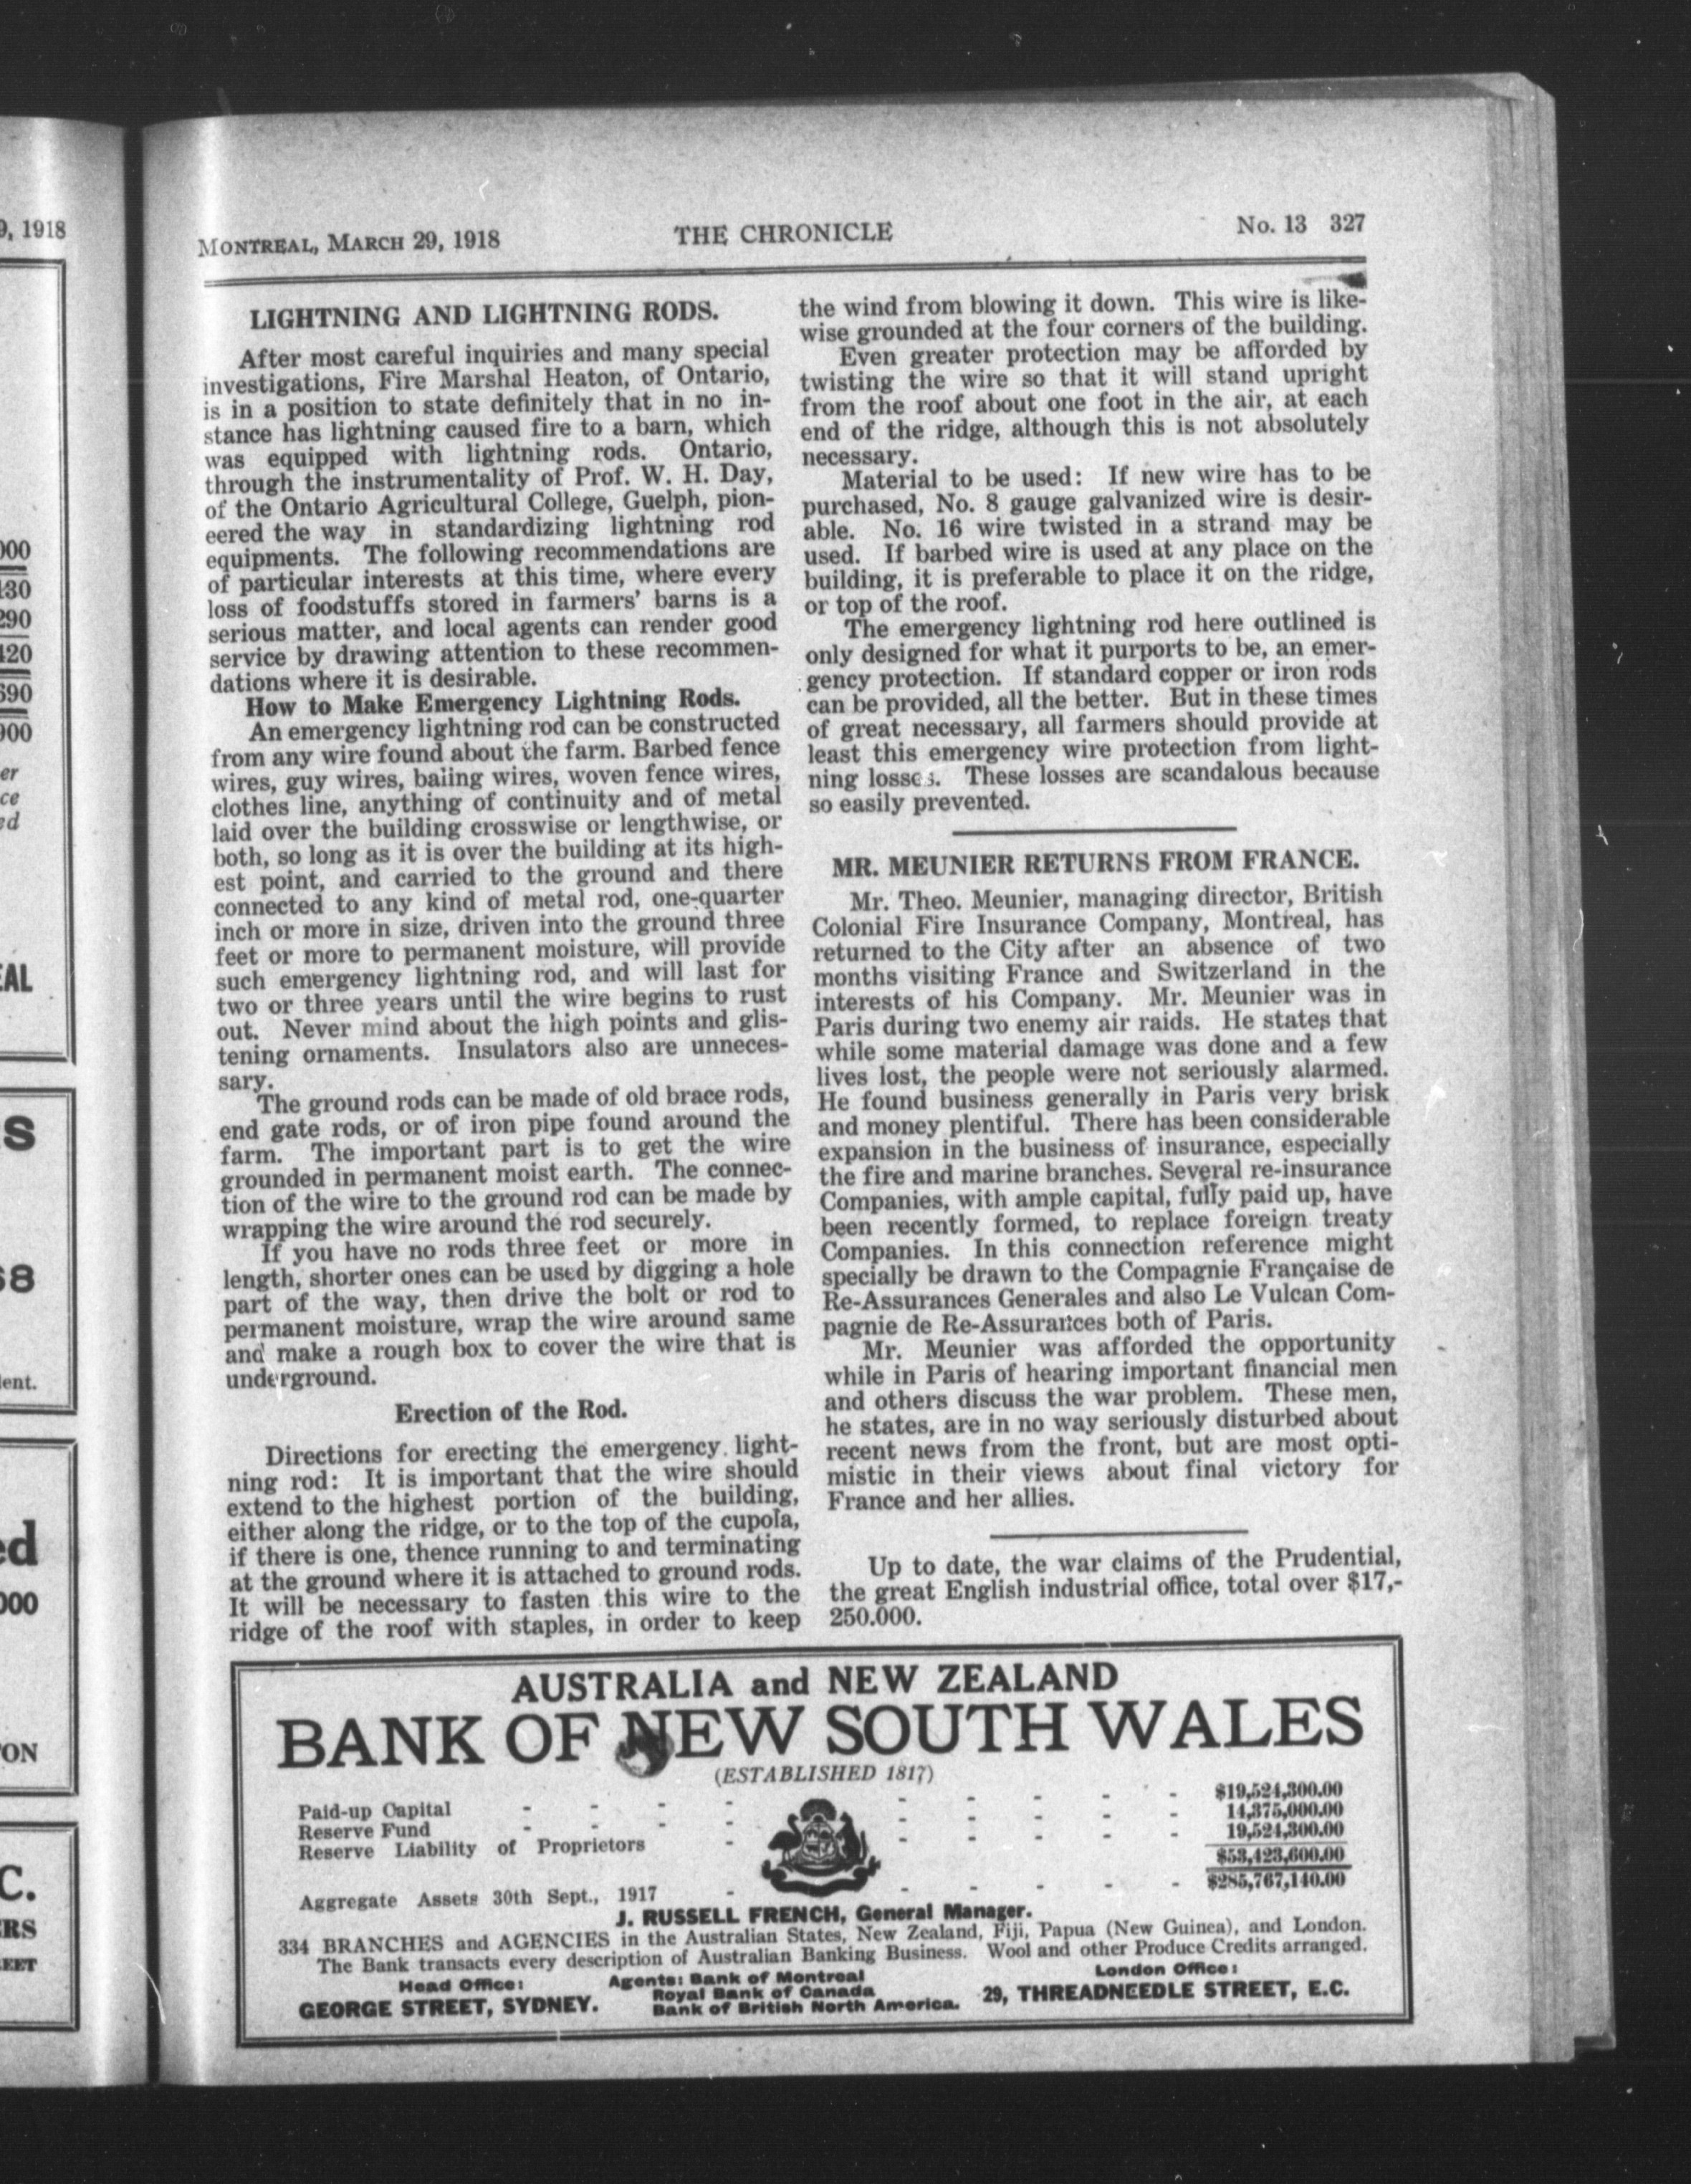 9, 1918
000
130
290
120
690
900
er
ce
ed
EAL
S
68
ent.
ed
000
ON
C.
ERS
EET
MONTREAL, MARCH 29, 1918
THE CHRONICLE
No. 13 327
LIGHTNING AND LIGHTNING RODS.
After most careful inquiries and many special
investigations, Fire Marshal Heaton, of Ontario,
is in a position to state definitely that in no in-
stance has lightning caused fire to a barn, which
was equipped with lightning rods. Ontario,
through the instrumentality of Prof. W. H. Day,
of the Ontario Agricultural College, Guelph, pion-
eered the way in standardizing lightning rod
equipments. The following recommendations are
of particular interests at this time, where every
loss of foodstuffs stored in farmers' barns is a
serious matter, and local agents can render good
service by drawing attention to these recommen-
dations where it is desirable.
How to Make Emergency Lightning Rods.
An emergency lightning rod can be constructed
from any wire found about the farm. Barbed fence
wires, guy wires, baling wires, woven fence wires,
clothes line, anything of continuity and of metal
laid over the building crosswise or lengthwise, or
both, so long as it is over the building at its high-
est point, and carried to the ground and there
connected to any kind of metal rod, one-quarter
inch or more in size, driven into the ground three
feet or more to permanent moisture, will provide
such emergency lightning rod, and will last for
two or three years until the wire begins to rust
out. Never mind about the high points and glis-
tening ornaments. Insulators also are unneces-
sary.
The ground rods can be made of old brace rods,
end gate rods, or of iron pipe found around the
farm. The important part is to get the wire
grounded in permanent moist earth. The connec-
tion of the wire to the ground rod can be made by
wrapping the wire around the rod securely.
If you have no rods three feet or more in
length, shorter ones can be used by digging a hole
part of the way, then drive the bolt or rod to
permanent moisture, wrap the wire around same
and make a rough box to cover the wire that is
underground.
Erection of the Rod.
Directions for erecting the emergency light-
ning rod: It is important that the wire should
extend to the highest portion of the building,
either along the ridge, or to the top of the cupola,
if there is one, thence running to and terminating
at the ground where it is attached to ground rods.
It will be necessary to fasten this wire to the
ridge of the roof with staples, in order to keep
the wind from blowing it down. This wire is like-
wise grounded at the four corners of the building.
Even greater protection may be afforded by
twisting the wire so that it will stand upright
from the roof about one foot in the air, at each
end of the ridge, although this is not absolutely
necessary.
Material to be used: If new wire has to be
purchased, No. 8 gauge galvanized wire is desir-
able. No. 16 wire twisted in a strand may be
used. If barbed wire is used at any place on the
building, it is preferable to place it on the ridge,
or top of the roof.
The emergency lightning rod here outlined is
only designed for what it purports to be, an emer-
gency protection. If standard copper or iron rods
can be provided, all the better. But in these times
of great necessary, all farmers should provide at
least this emergency wire protection from light-
ning losses. These losses are scandalous because
so easily prevented.
MR. MEUNIER RETURNS FROM FRANCE.
Mr. Theo. Meunier, managing director, British
Colonial Fire Insurance Company, Montreal, has
returned to the City after an absence of two
months visiting France and Switzerland in the
interests of his Company. Mr. Meunier was in
Paris during two enemy air raids. He states that
while some material damage was done and a few
lives lost, the people were not seriously alarmed.
He found business generally in Paris very brisk
and money plentiful. There has been considerable
expansion in the business of insurance, especially
the fire and marine branches. Several re-insurance
Companies, with ample capital, fully paid up, have
been recently formed, to replace foreign treaty
Companies. In this connection reference might
specially be drawn to the Compagnie Française de
Re-Assurances Generales and also Le Vulcan Com-
pagnie de Re-Assurances both of Paris.
Mr. Meunier was afforded the opportunity
while in Paris of hearing important financial men
and others discuss the war problem. These men,
he states, are in no way seriously disturbed about
recent news from the front, but are most opti-
mistic in their views about final victory for
France and her allies.
Up to date, the war claims of the Prudential,
the great English industrial office, total over $17,-
250.000.
AUSTRALIA and NEW ZEALAND
BANK OF NEW SOUTH WALES
(ESTABLISHED 1817)
Paid-up Capital - - - - - - - - - $19,524,300.00
Reserve Fund - - - - - - - - - 14,375,000.00
Reserve Liability of Proprietors - - - - - - 19,524,300.00
$53,423,600.00
Aggregate Assets 30th Sept., 1917 - - - - - - $285,767,140.00
J. RUSSELL FRENCH, General Manager.
334 BRANCHES and AGENCIES in the Australian States, New Zealand, Fiji, Papua (New Guinea), and London.
The Bank transacts every description of Australian Banking Business. Wool and other Produce Credits arranged.
Head Office:
GEORGE STREET, SYDNEY.
Agents: Bank of Montreal
Royal Bank of Canada
Bank of British North America.
London Office:
29, THREADNEEDLE STREET, E.C.